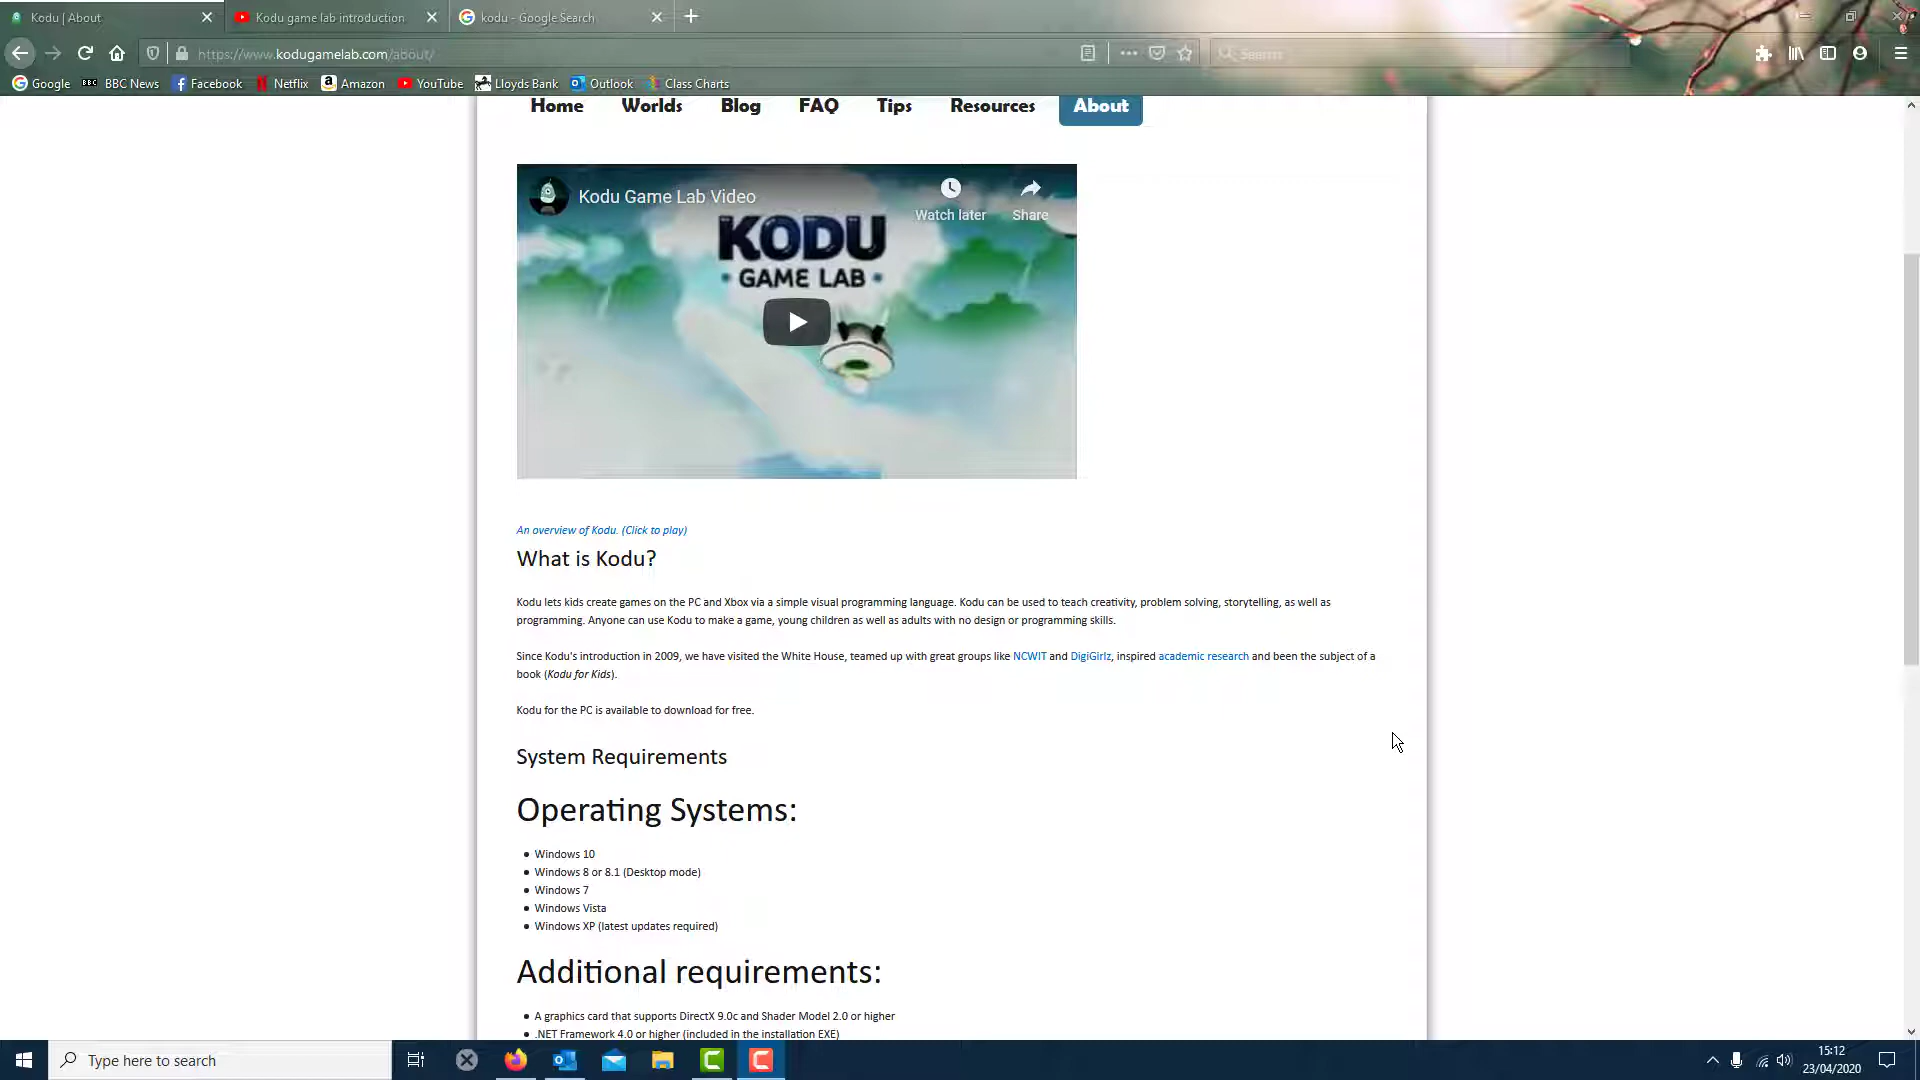 Kodu | About
Kodu game lab introduction
kodu - Google Search
https://www.kodugamelab.com/about/
Search
Google
BBC News
Facebook
Netflix
Amazon
YouTube
Lloyds Bank
Outlook
Class Charts
Home
Worlds
Blog
FAQ
Tips
Resources
About
Kodu Game Lab Video
Watch later
Share
KODU
• GAME LAB •
An overview of Kodu. (Click to play)
What is Kodu?
Kodu lets kids create games on the PC and Xbox via a simple visual programming language. Kodu can be used to teach creativity, problem solving, storytelling, as well as
programming. Anyone can use Kodu to make a game, young children as well as adults with no design or programming skills.
Since Kodu's introduction in 2009, we have visited the White House, teamed up with great groups like NCWIT and DigiGirlz, inspired academic research and been the subject of a
book (Kodu for Kids).
Kodu for the PC is available to download for free.
System Requirements
Operating Systems:
• Windows 10
• Windows 8 or 8.1 (Desktop mode)
• Windows 7
• Windows Vista
• Windows XP (latest updates required)
Additional requirements:
• A graphics card that supports DirectX 9.0c and Shader Model 2.0 or higher
• .NET Framework 4.0 or higher (included in the installation EXE)
Type here to search
15:12
23/04/2020